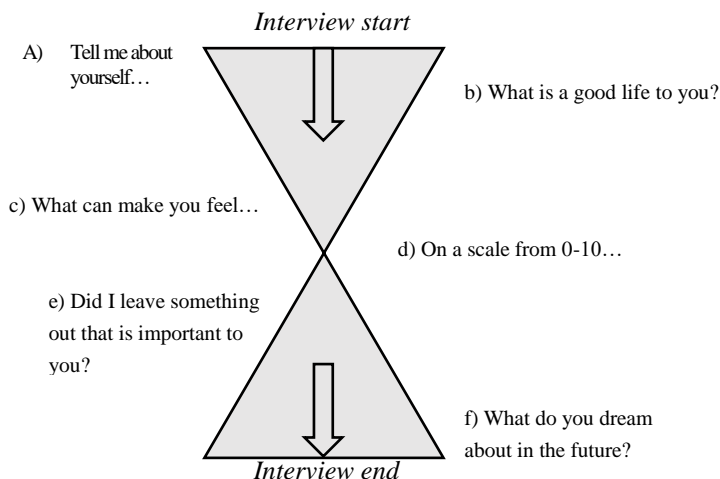 Interview start
A) Tell me about
yourself…
b) What is a good life to you?
c) What can make you feel…
d) On a scale from 0-10…
e) Did I leave something
out that is important to
you?
f) What do you dream
about in the future?
Interview end